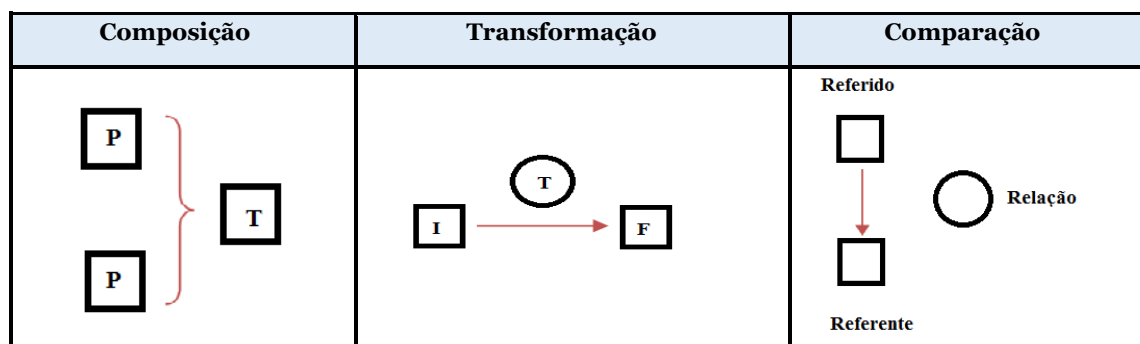 Composição
Transformação
Comparação
P
T
P
T
I
F
Referido
Relação
Referente